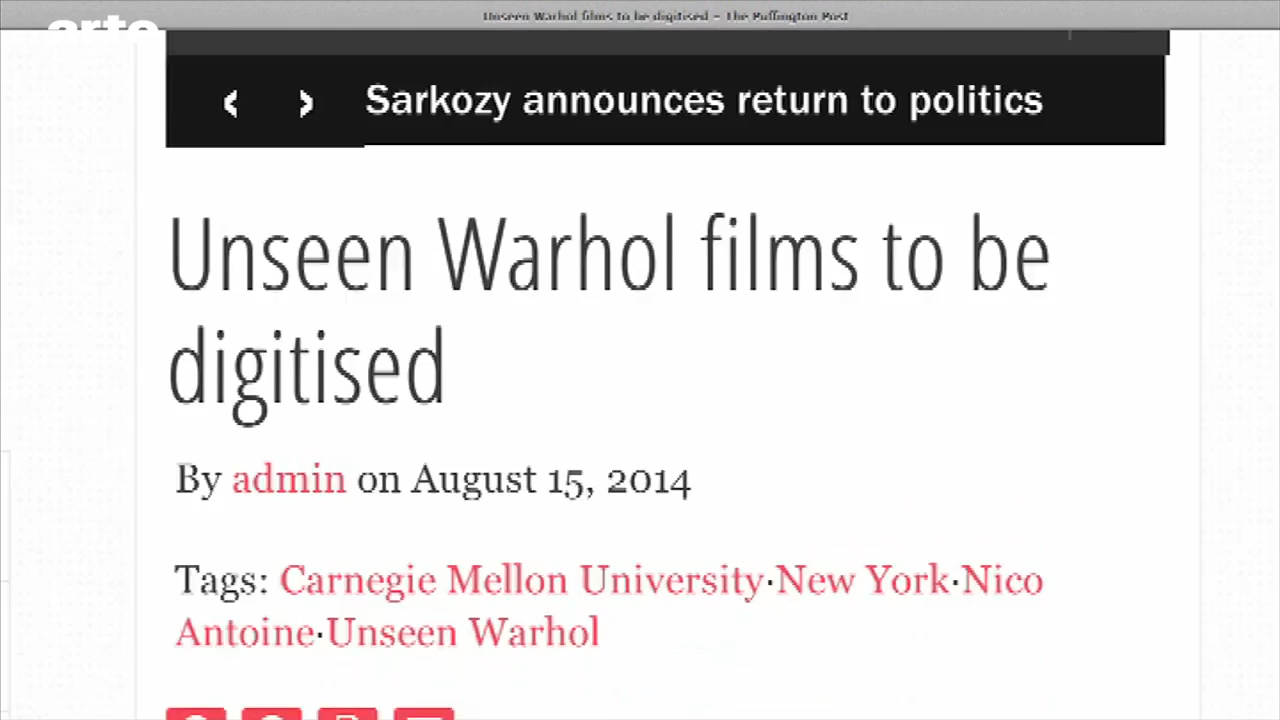 arte
Unseen Warhol films to be digitised – The Puffington Post
Sarkozy announces return to politics
Unseen Warhol films to be
digitised
By admin on August 15, 2014
Tags: Carnegie Mellon University·New York·Nico
Antoine·Unseen Warhol